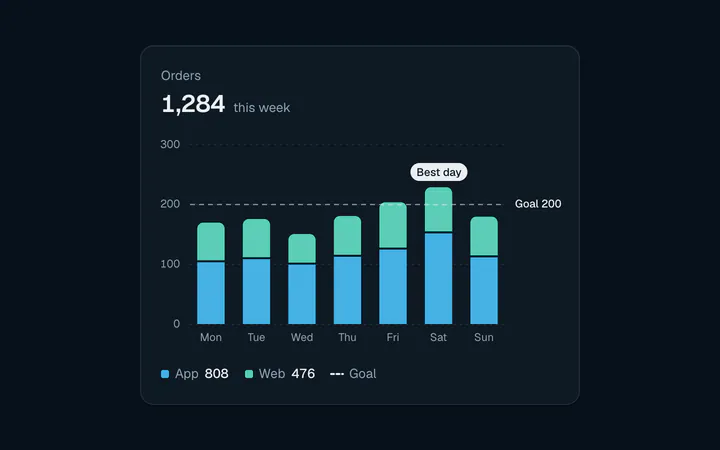 Orders
1,284 this week
300
Best day
200
Goal 200
100
0
Mon Tue Wed Thu Fri Sat Sun
App 808 Web 476 Goal